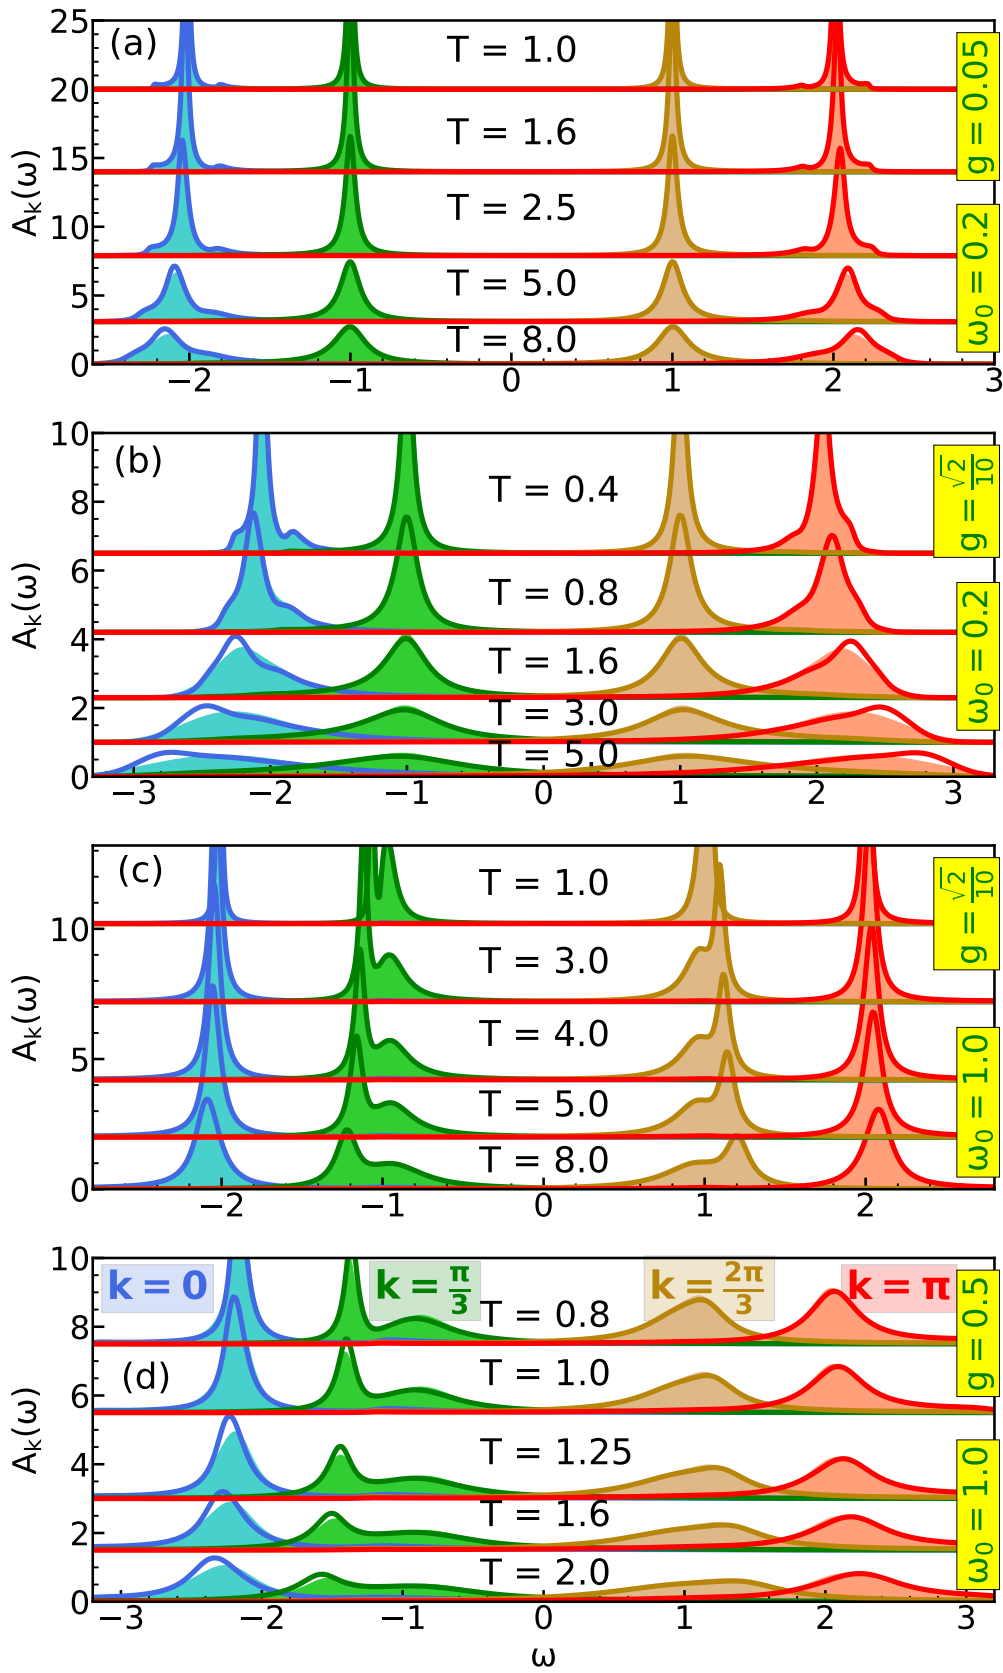 (a)
T = 1.0
T = 1.6
T = 2.5
T = 5.0
T = 8.0
g = 0.05
ω₀ = 0.2
Aₖ(ω)
25
20
15
10
5
0
−2 −1 0 1 2 3
(b)
T = 0.4
T = 0.8
T = 1.6
T = 3.0
T = 5.0
g = √2/10
ω₀ = 0.2
Aₖ(ω)
10
8
6
4
2
0
−3 −2 −1 0 1 2 3
(c)
T = 1.0
T = 3.0
T = 4.0
T = 5.0
T = 8.0
g = √2/10
ω₀ = 1.0
Aₖ(ω)
10
5
0
−2 −1 0 1 2
k = 0 k = π/3 k = 2π/3 k = π
(d)
T = 0.8
T = 1.0
T = 1.25
T = 1.6
T = 2.0
g = 0.5
ω₀ = 1.0
Aₖ(ω)
10
8
6
4
2
0
−3 −2 −1 0 1 2 3
ω